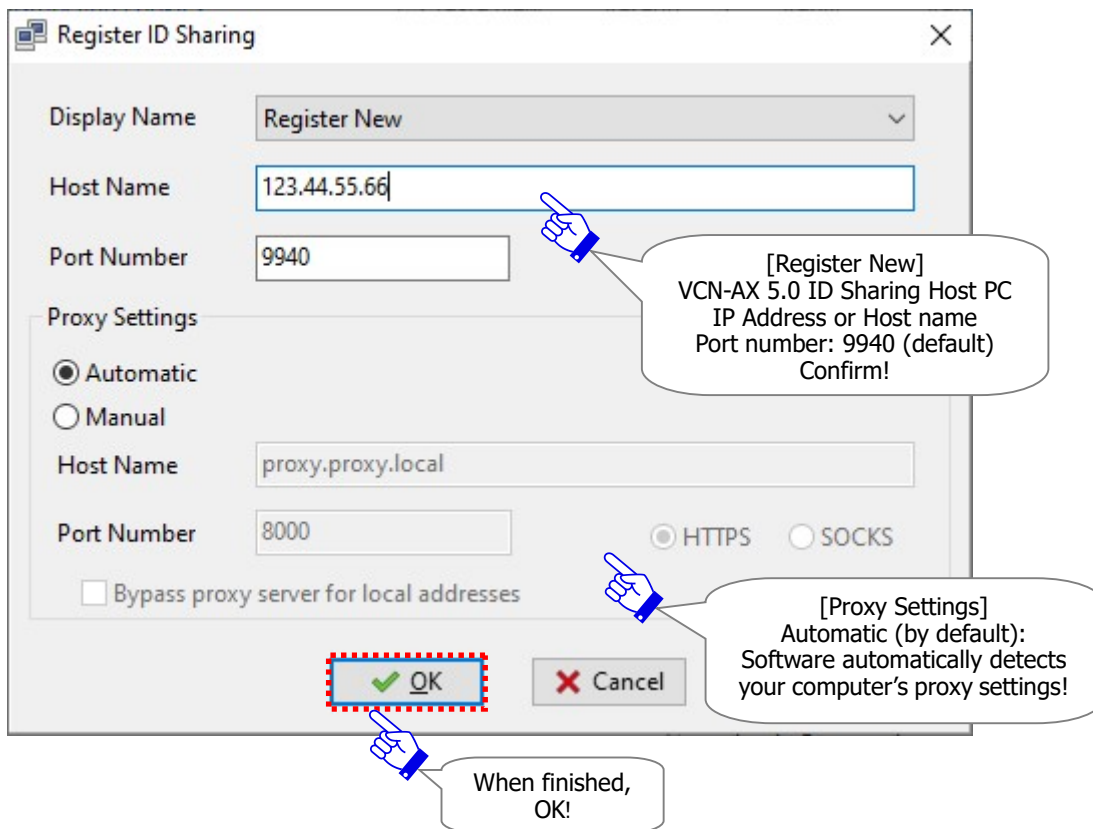 Register ID Sharing
Display Name
Register New
Host Name
123.44.55.66
Port Number
9940
[Register New]
VCN-AX 5.0 ID Sharing Host PC
IP Address or Host name
Port number: 9940 (default)
Confirm!
Proxy Settings
Automatic
Manual
Host Name
proxy.proxy.local
Port Number
8000
HTTPS
SOCKS
Bypass proxy server for local addresses
[Proxy Settings]
Automatic (by default):
Software automatically detects
your computer’s proxy settings!
OK
Cancel
When finished,
OK!